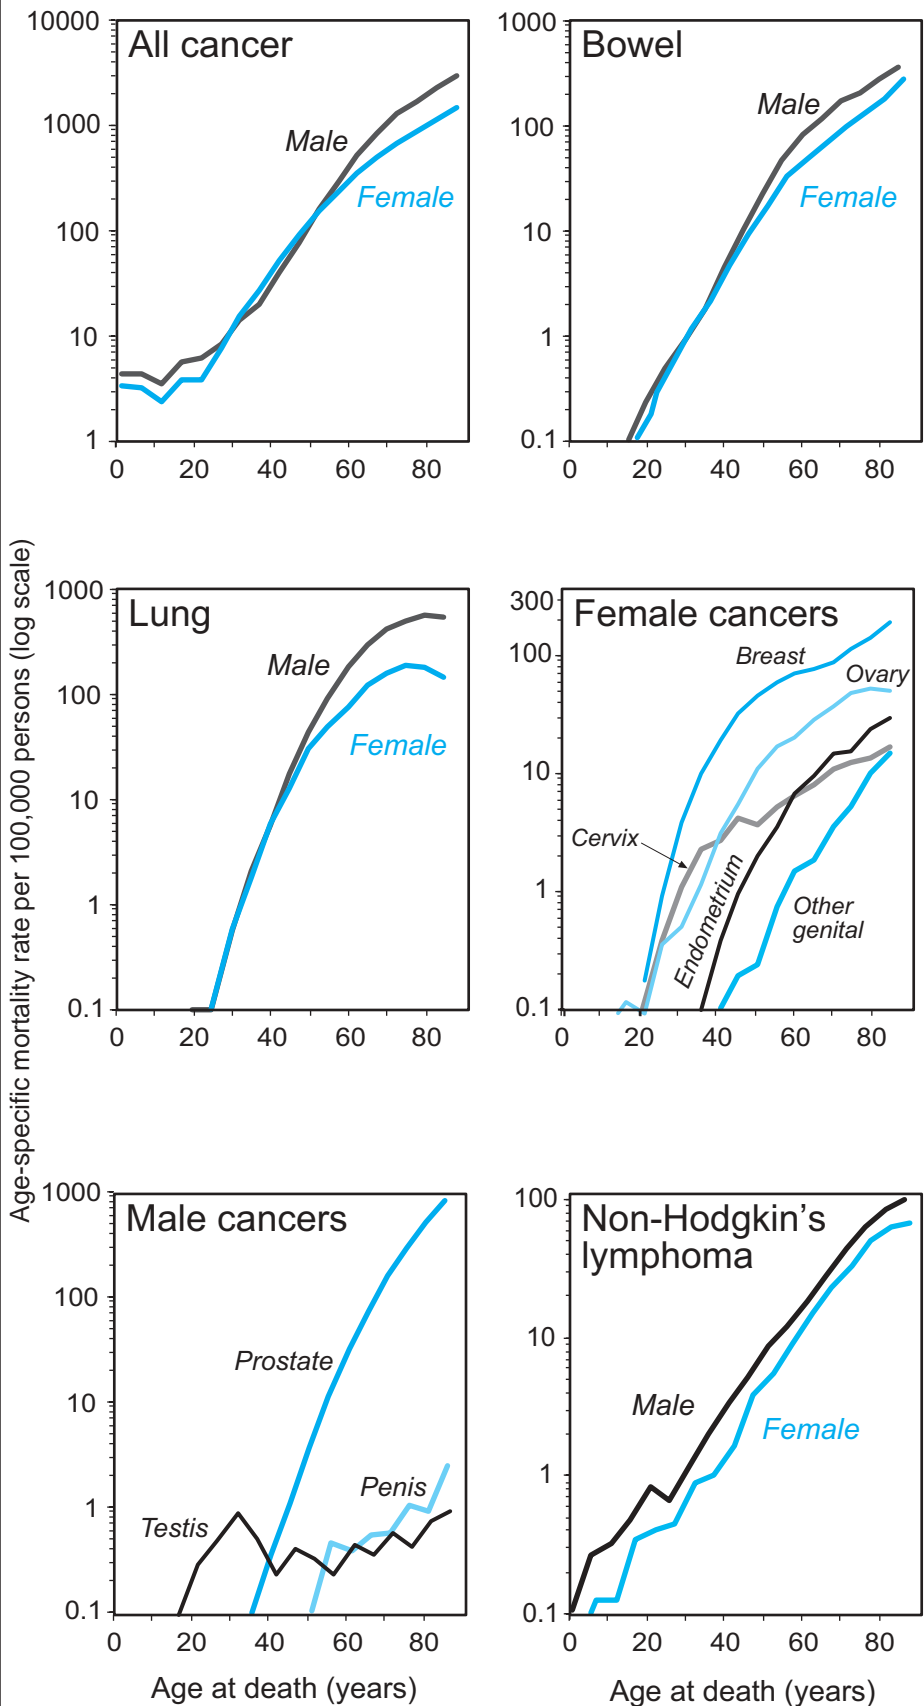 Age-specific mortality rate per 100,000 persons (log scale)
All cancer
10000
1000
100
10
1
Male
Female
0 20 40 60 80
Bowel
1000
100
10
1
0.1
Male
Female
0 20 40 60 80
Lung
1000
100
10
1
0.1
Male
Female
0 20 40 60 80
Female cancers
300
100
10
1
0.1
Breast
Ovary
Cervix
Endometrium
Other
genital
0 20 40 60 80
Male cancers
1000
100
10
1
0.1
Prostate
Penis
Testis
0 20 40 60 80
Age at death (years)
Non-Hodgkin’s
lymphoma
100
10
1
0.1
Male
Female
0 20 40 60 80
Age at death (years)